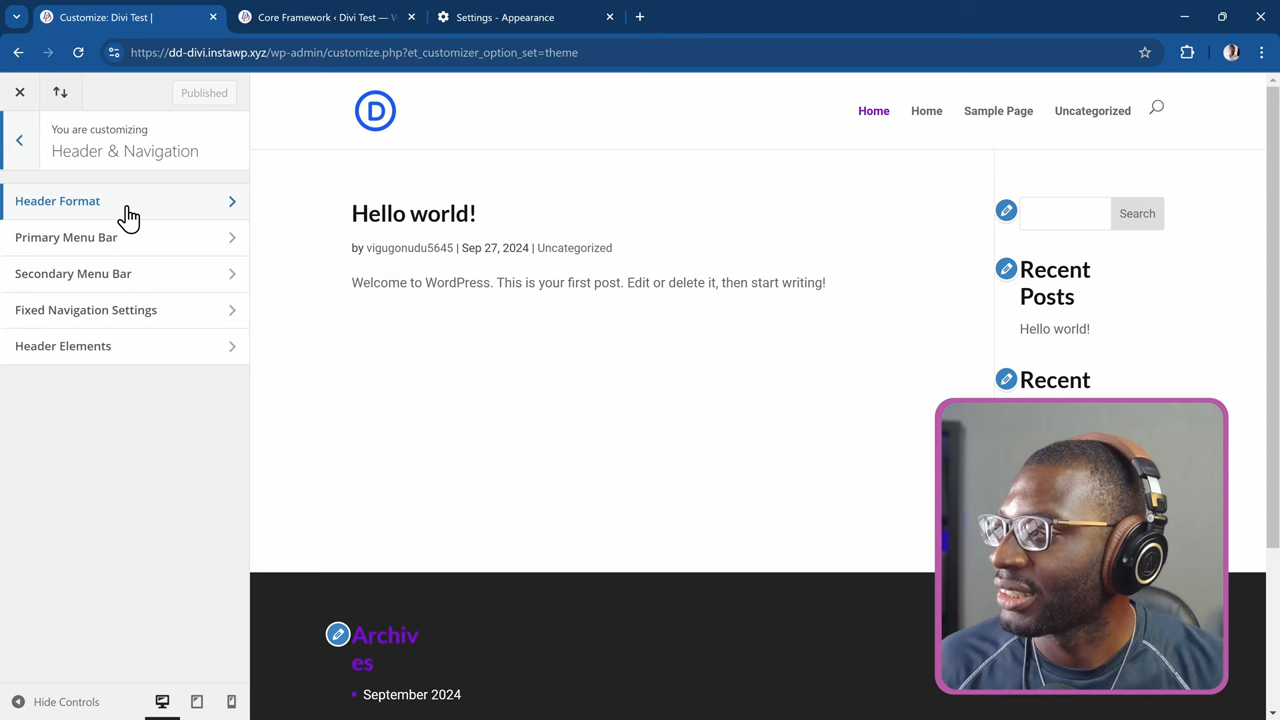 Customize: Divi Test |
Core Framework ‹ Divi Test —
Settings - Appearance
https://dd-divi.instawp.xyz/wp-admin/customize.php?et_customizer_option_set=theme
Published
You are customizing
Header & Navigation
Header Format
Primary Menu Bar
Secondary Menu Bar
Fixed Navigation Settings
Header Elements
Hide Controls
D
Home
Home
Sample Page
Uncategorized
Hello world!
by vigugonudu5645 | Sep 27, 2024 | Uncategorized
Welcome to WordPress. This is your first post. Edit or delete it, then start writing!
Search
Recent
Posts
Hello world!
Recent
Archiv
es
September 2024